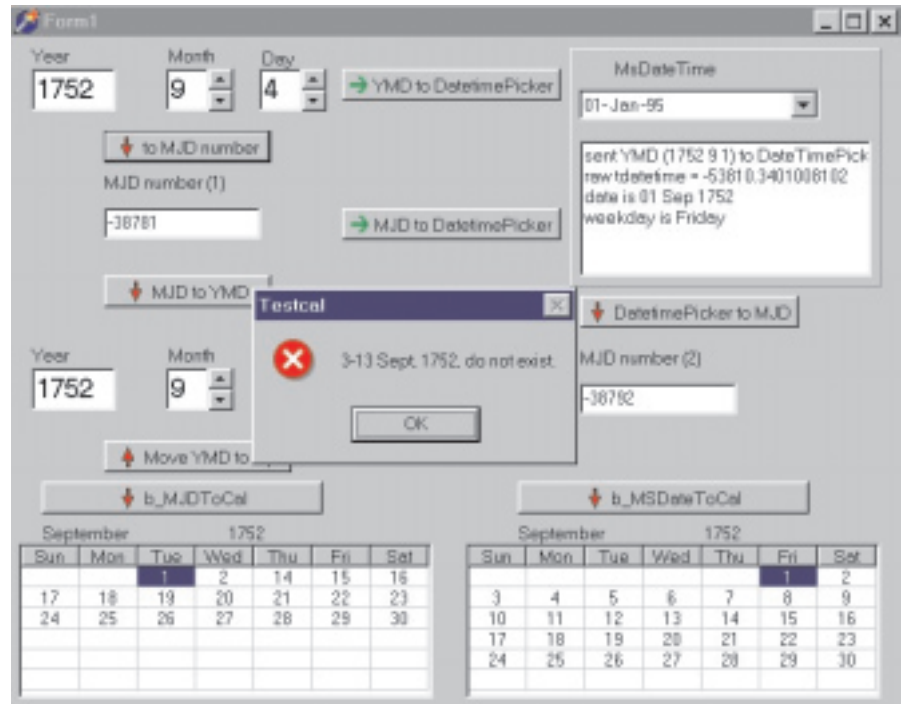 Form1
Year Month Day
1752 9 4
YMD to DatetimePicker
MsDateTime
01-Jan-95
to MJD number
MJD number (1)
-38781
MJD to DatetimePicker
sent YMD (1752 9 1) to DateTimePick
raw tdatetime = -53810.3401008102
date is 01 Sep 1752
weekday is Friday
MJD to YMD
Testcal
3-13 Sept. 1752. do not exist.
OK
DatetimePicker to MJD
Year Month
1752 9
MJD number (2)
-38792
Move YMD to
b_MJDToCal
b_MSDateToCal
September 1752
Sun Mon Tue Wed Thu Fri Sat
1 2 14 15 16
17 18 19 20 21 22 23
24 25 26 27 28 29 30
September 1752
Sun Mon Tue Wed Thu Fri Sat
1 2
3 4 5 6 7 8 9
10 11 12 13 14 15 16
17 18 19 20 21 22 23
24 25 26 27 28 29 30